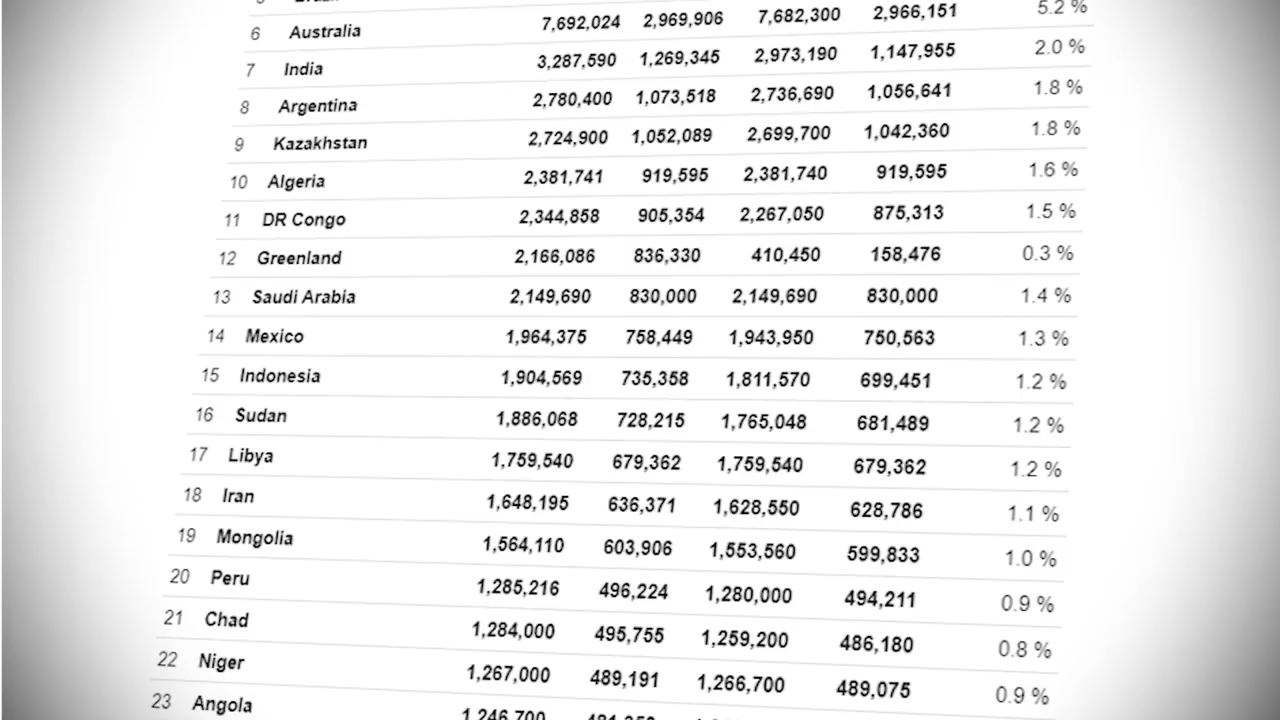 6 Australia 7,692,024 2,969,906 7,682,300 2,966,151 5.2 %
7 India 3,287,590 1,269,345 2,973,190 1,147,955 2.0 %
8 Argentina 2,780,400 1,073,518 2,736,690 1,056,641 1.8 %
9 Kazakhstan 2,724,900 1,052,089 2,699,700 1,042,360 1.8 %
10 Algeria 2,381,741 919,595 2,381,740 919,595 1.6 %
11 DR Congo 2,344,858 905,354 2,267,050 875,313 1.5 %
12 Greenland 2,166,086 836,330 410,450 158,476 0.3 %
13 Saudi Arabia 2,149,690 830,000 2,149,690 830,000 1.4 %
14 Mexico 1,964,375 758,449 1,943,950 750,563 1.3 %
15 Indonesia 1,904,569 735,358 1,811,570 699,451 1.2 %
16 Sudan 1,886,068 728,215 1,765,048 681,489 1.2 %
17 Libya 1,759,540 679,362 1,759,540 679,362 1.2 %
18 Iran 1,648,195 636,371 1,628,550 628,786 1.1 %
19 Mongolia 1,564,110 603,906 1,553,560 599,833 1.0 %
20 Peru 1,285,216 496,224 1,280,000 494,211 0.9 %
21 Chad 1,284,000 495,755 1,259,200 486,180 0.8 %
22 Niger 1,267,000 489,191 1,266,700 489,075 0.9 %
23 Angola 1,246,700